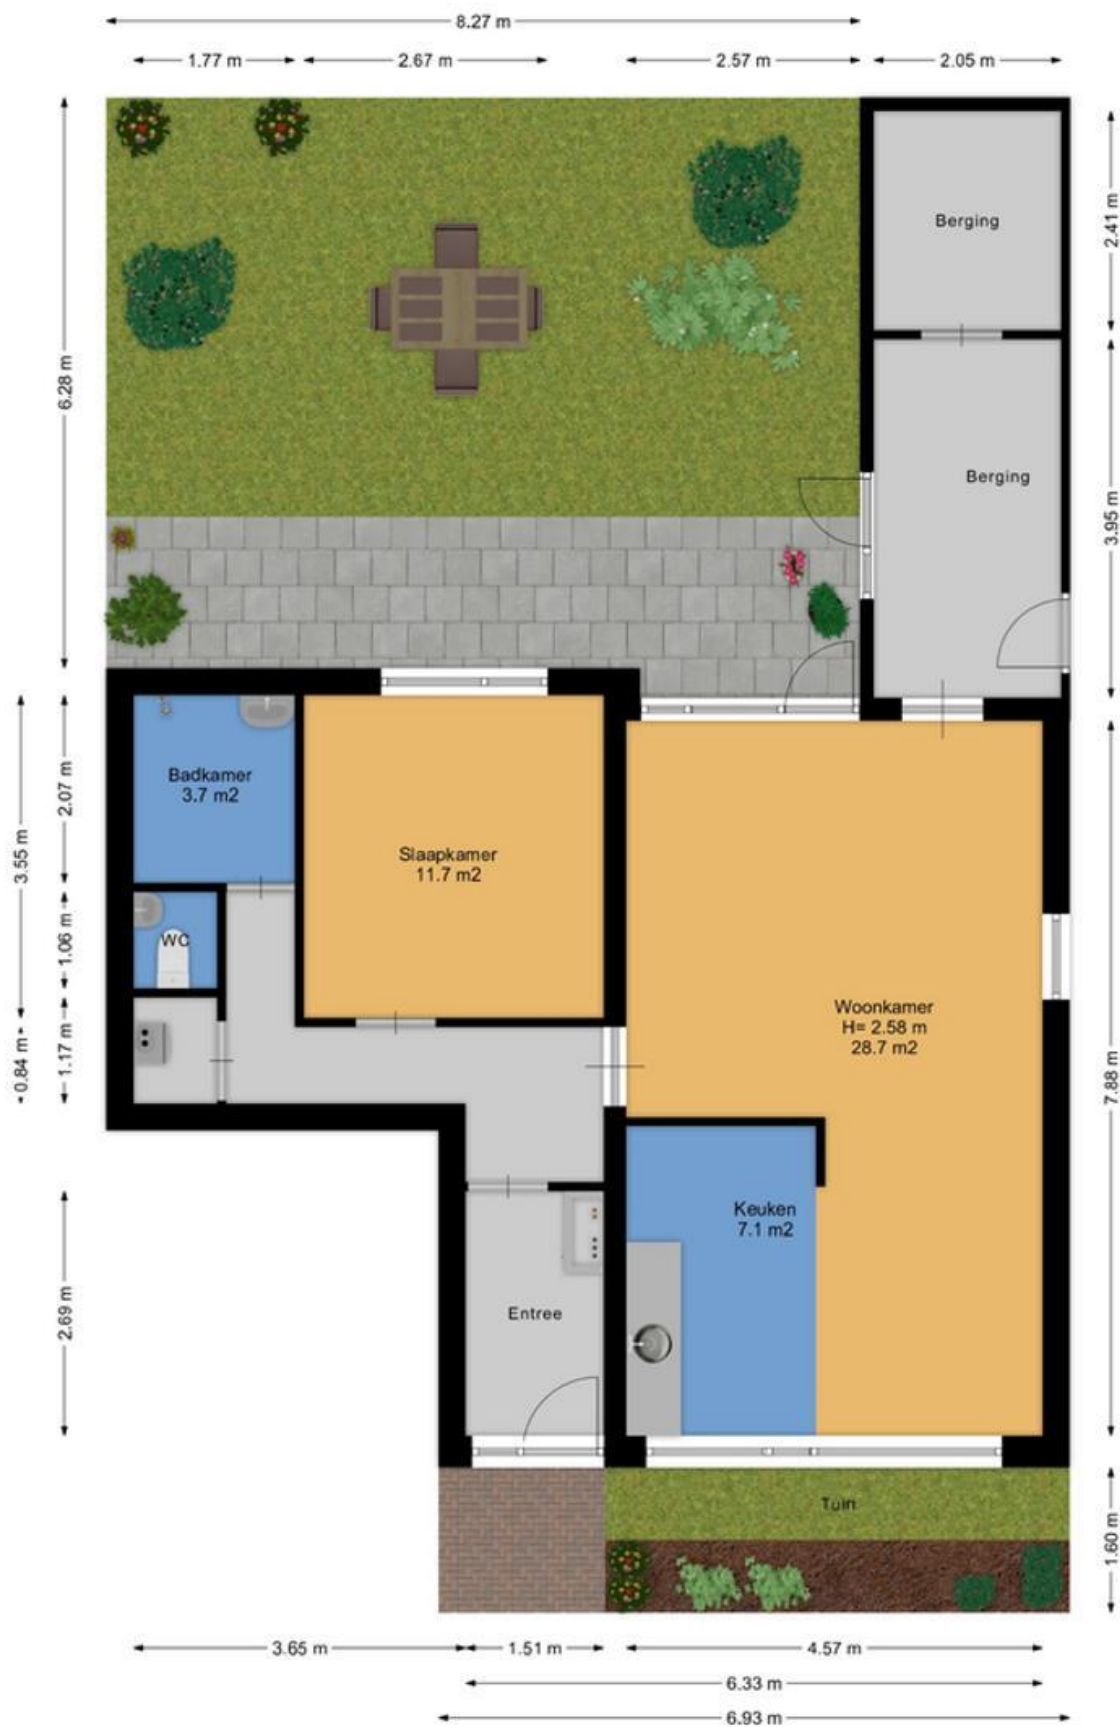 8.27 m
1.77 m
2.67 m
2.57 m
2.05 m
6.28 m
2.41 m
Berging
Berging
3.95 m
3.55 m
2.07 m
Badkamer
3.7 m2
Slaapkamer
11.7 m2
1.06 m
WC
Woonkamer
H= 2.58 m
28.7 m2
0.84 m
1.17 m
7.88 m
Keuken
7.1 m2
2.69 m
Entree
Tuin
1.60 m
3.65 m
1.51 m
4.57 m
6.33 m
6.93 m